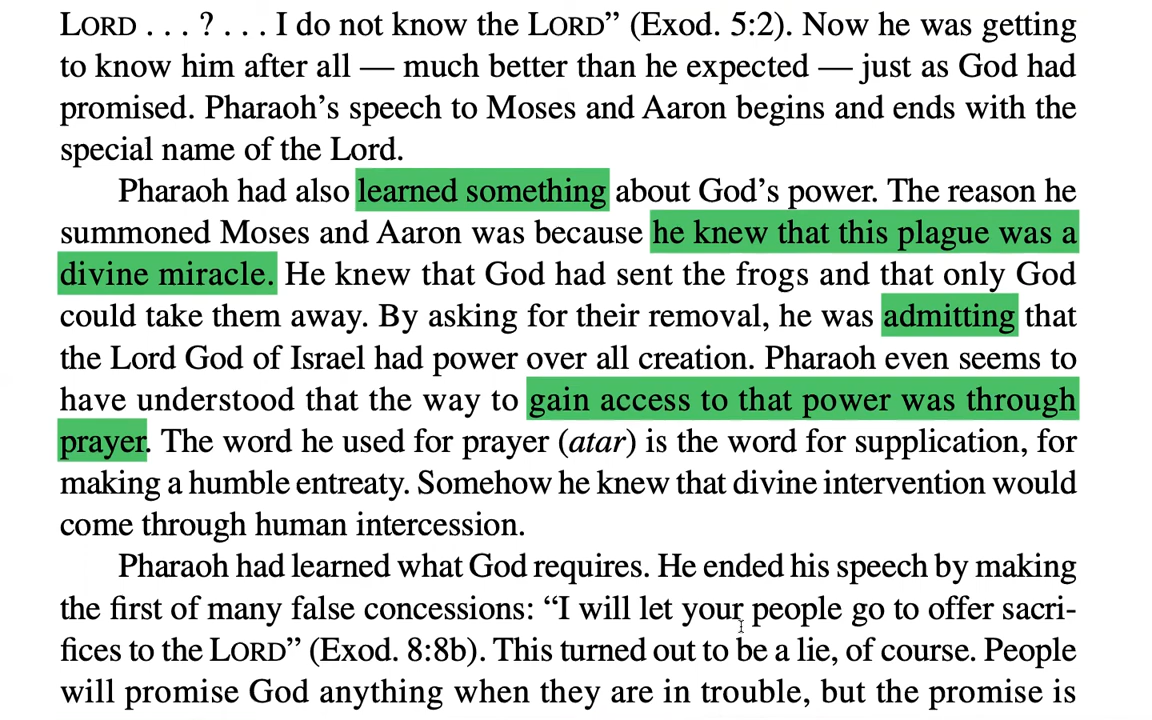 LORD . . . ? . . . I do not know the LORD” (Exod. 5:2). Now he was getting
to know him after all — much better than he expected — just as God had
promised. Pharaoh’s speech to Moses and Aaron begins and ends with the
special name of the Lord.
Pharaoh had also learned something about God’s power. The reason he
summoned Moses and Aaron was because he knew that this plague was a
divine miracle. He knew that God had sent the frogs and that only God
could take them away. By asking for their removal, he was admitting that
the Lord God of Israel had power over all creation. Pharaoh even seems to
have understood that the way to gain access to that power was through
prayer. The word he used for prayer (atar) is the word for supplication, for
making a humble entreaty. Somehow he knew that divine intervention would
come through human intercession.
Pharaoh had learned what God requires. He ended his speech by making
the first of many false concessions: “I will let your people go to offer sacri-
fices to the LORD” (Exod. 8:8b). This turned out to be a lie, of course. People
will promise God anything when they are in trouble, but the promise is